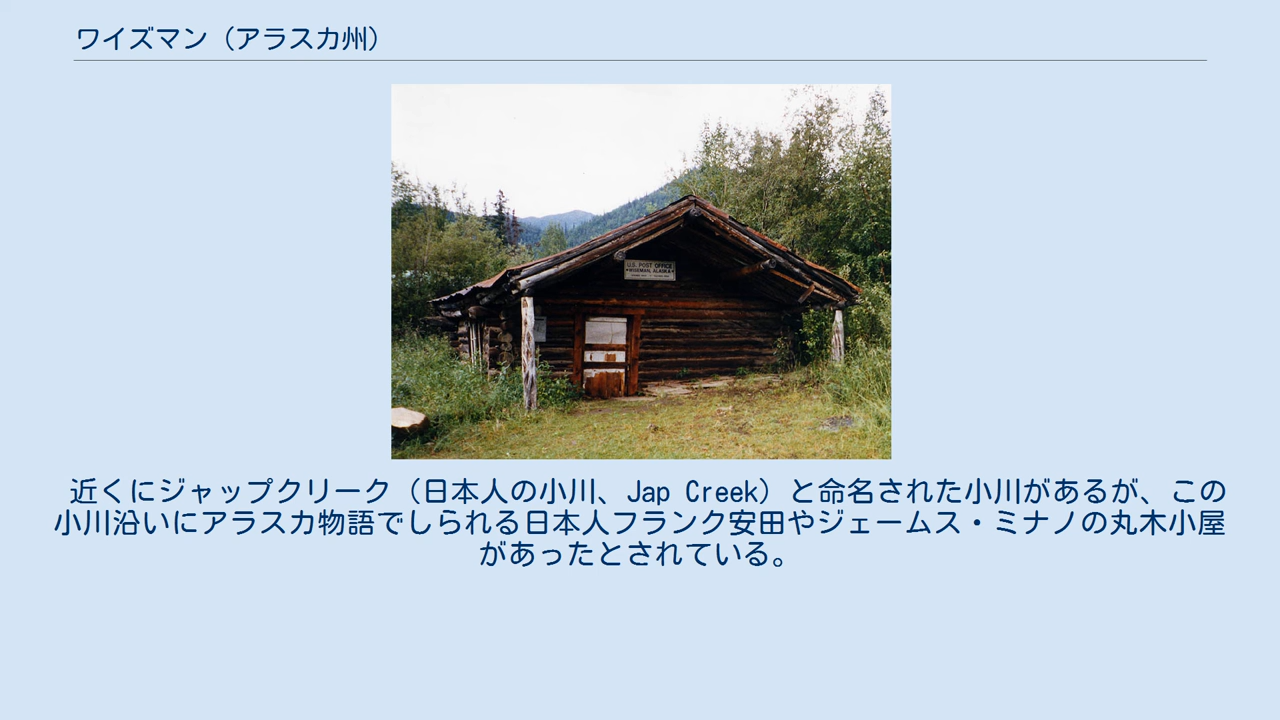 ワイズマン（アラスカ州）
U.S. POST OFFICE
WISEMAN, ALASKA
近くにジャップクリーク（日本人の小川、Jap Creek）と命名された小川があるが、この
小川沿いにアラスカ物語でしられる日本人フランク安田やジェームス・ミナノの丸木小屋
があったとされている。